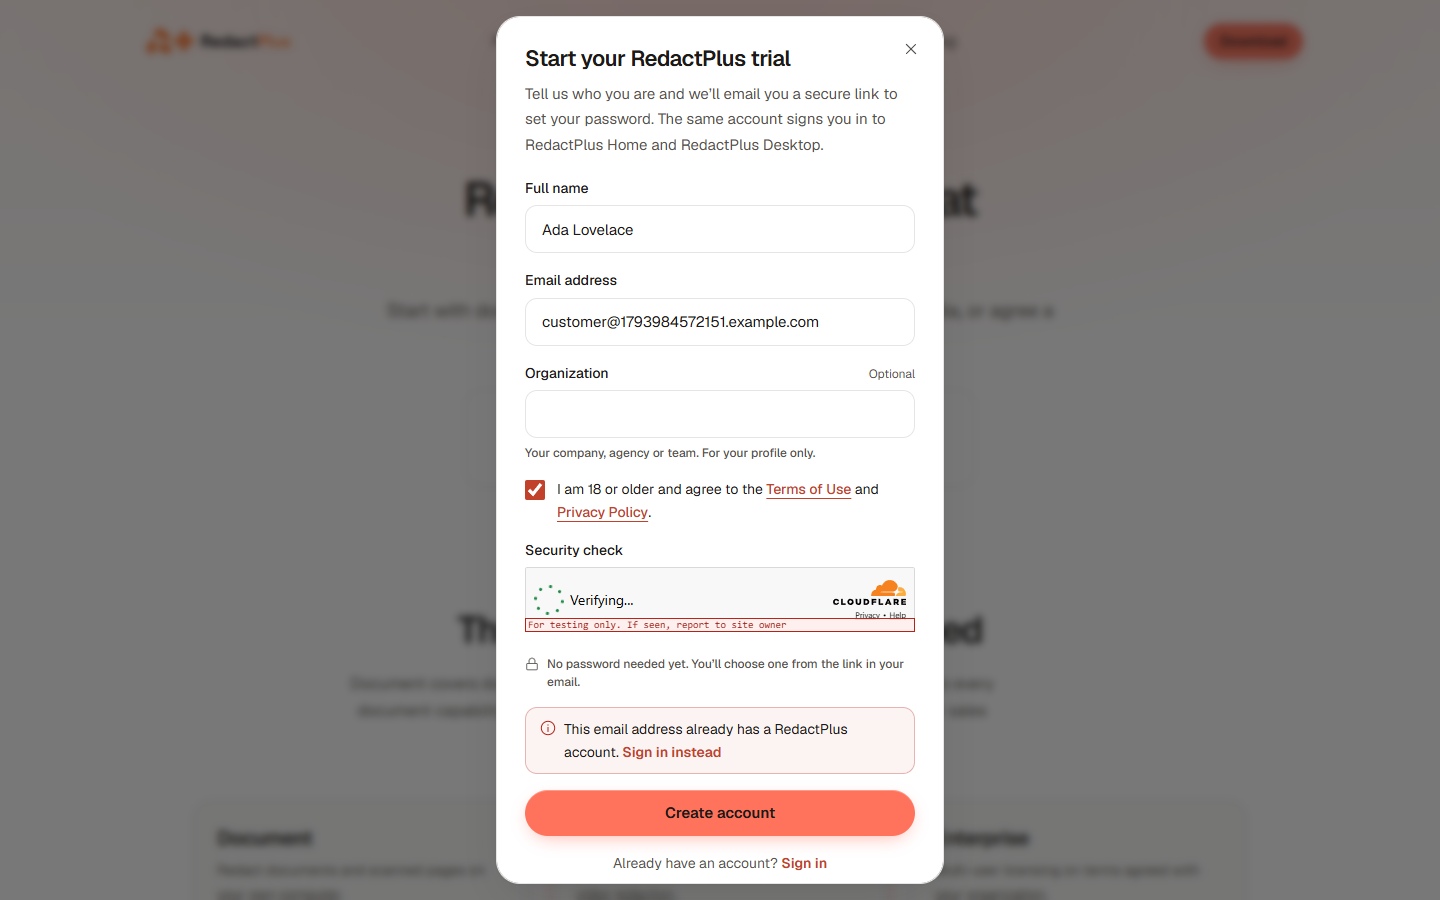 RedactPlus
Download
Start your RedactPlus trial
Tell us who you are and we’ll email you a secure link to
set your password. The same account signs you in to
RedactPlus Home and RedactPlus Desktop.
Full name
Ada Lovelace
Email address
customer@1793984572151.example.com
Organization
Optional
Your company, agency or team. For your profile only.
I am 18 or older and agree to the Terms of Use and
Privacy Policy.
Security check
Verifying...
CLOUDFLARE
Privacy • Help
For testing only. If seen, report to site owner
No password needed yet. You’ll choose one from the link in your
email.
This email address already has a RedactPlus
account. Sign in instead
Create account
Already have an account? Sign in
Document